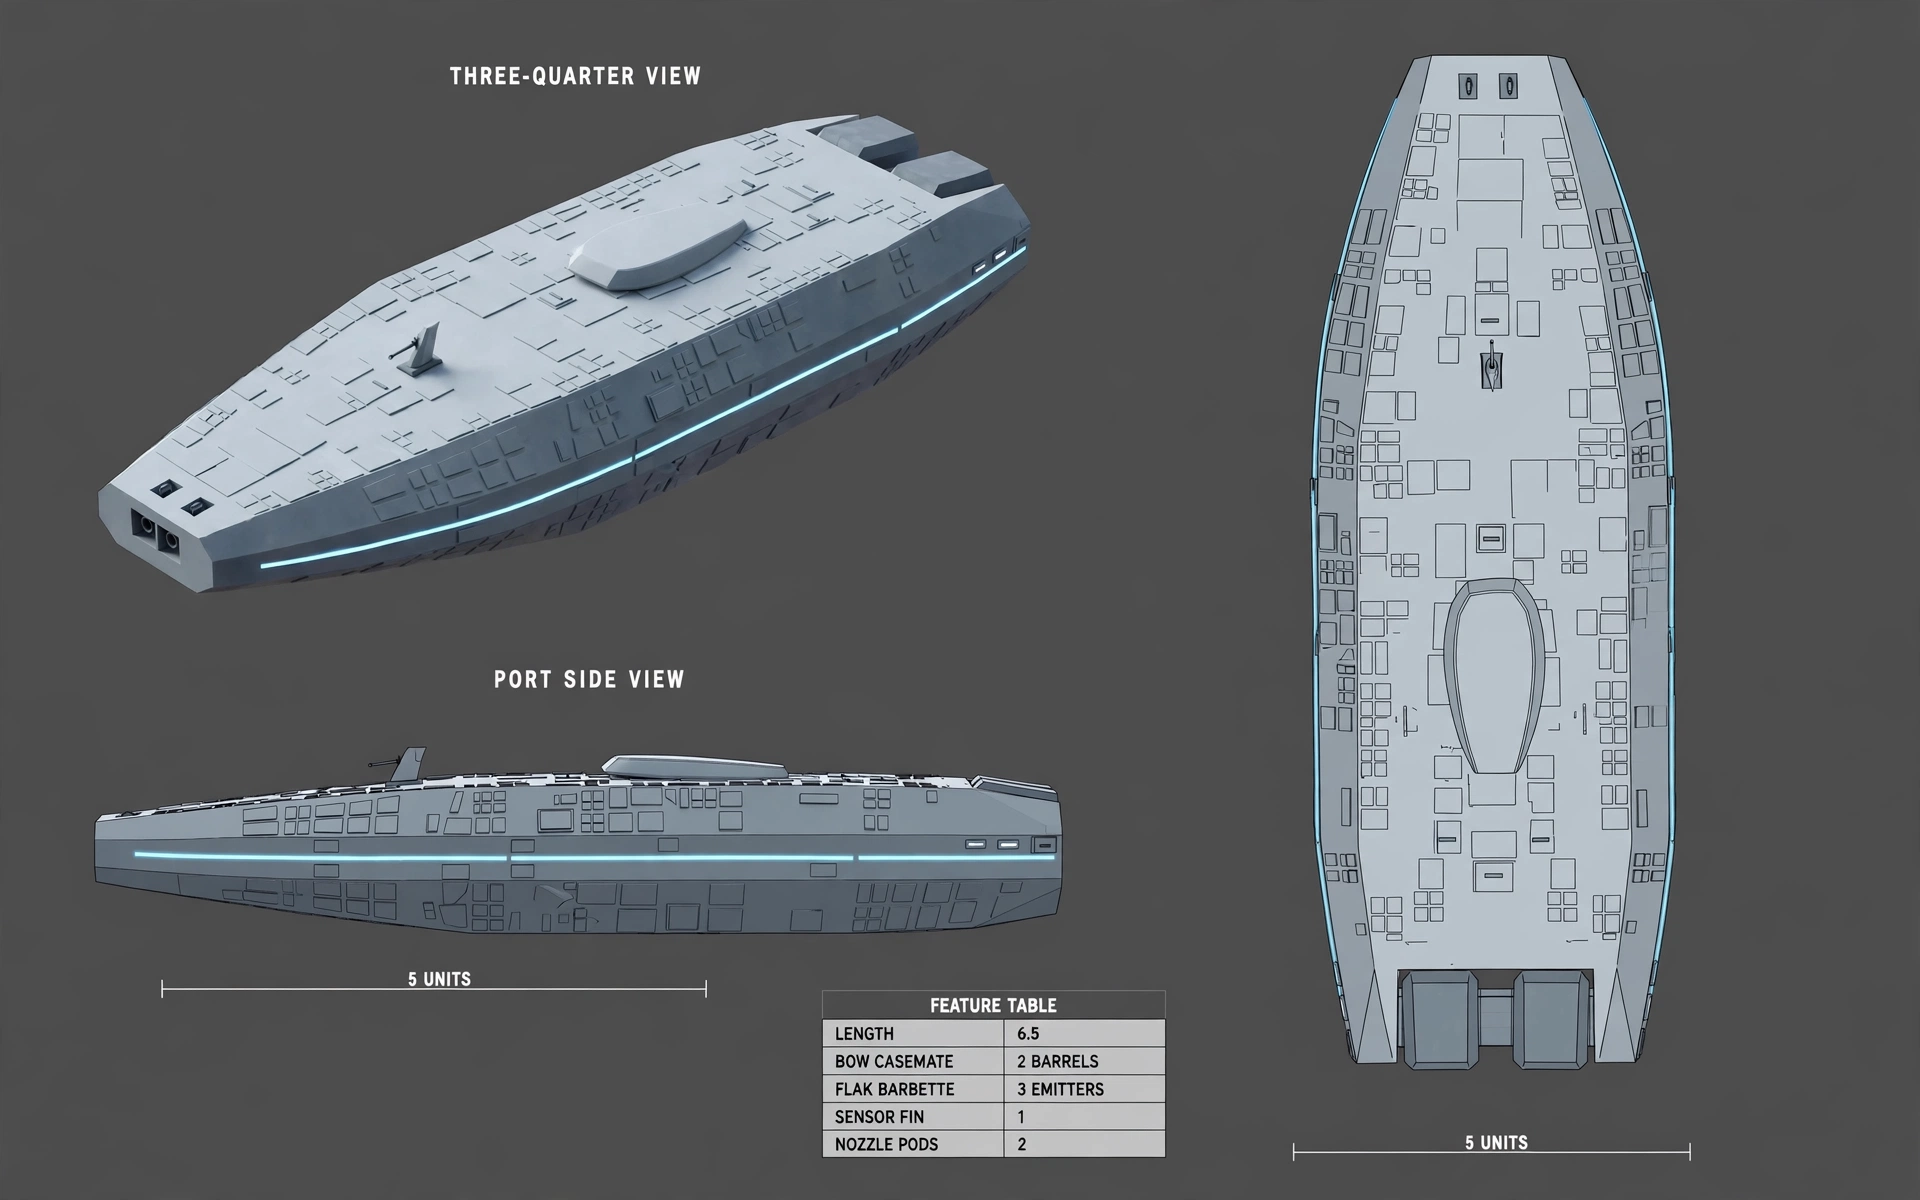 THREE-QUARTER VIEW
PORT SIDE VIEW
5 UNITS
FEATURE TABLE
LENGTH 6.5
BOW CASEMATE 2 BARRELS
FLAK BARBETTE 3 EMITTERS
SENSOR FIN 1
NOZZLE PODS 2
5 UNITS